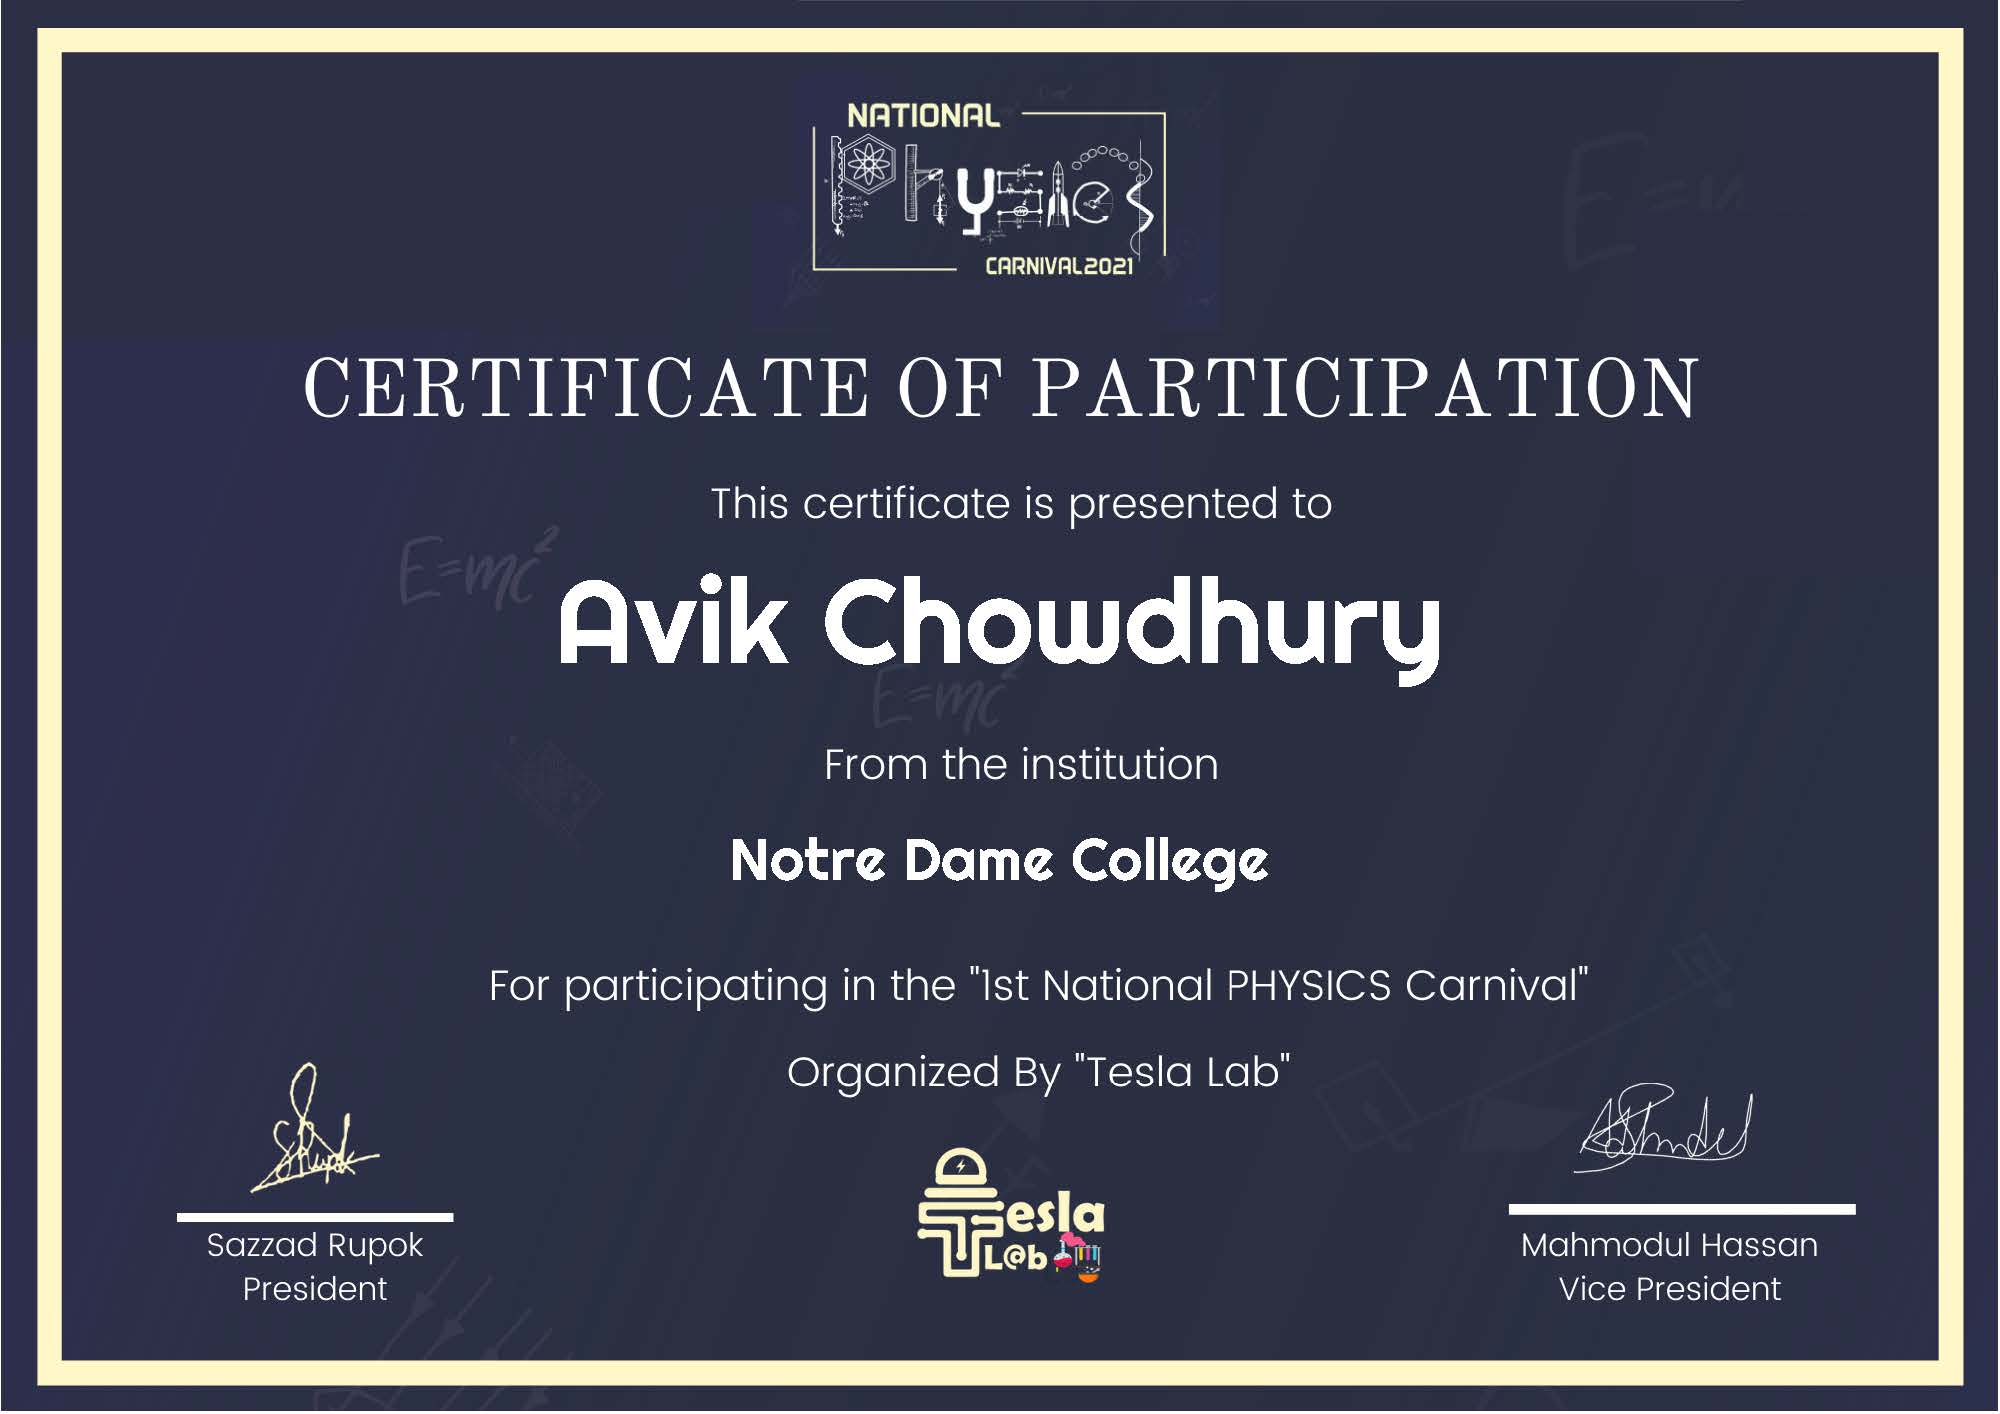 NATIONAL
Physics
CARNIVAL2021
CERTIFICATE OF PARTICIPATION
This certificate is presented to
E=mc²
Avik Chowdhury
E=mc²
From the institution
Notre Dame College
For participating in the "1st National PHYSICS Carnival"
Organized By "Tesla Lab"
Tesla
L@b
Sazzad Rupok
President
Mahmodul Hassan
Vice President